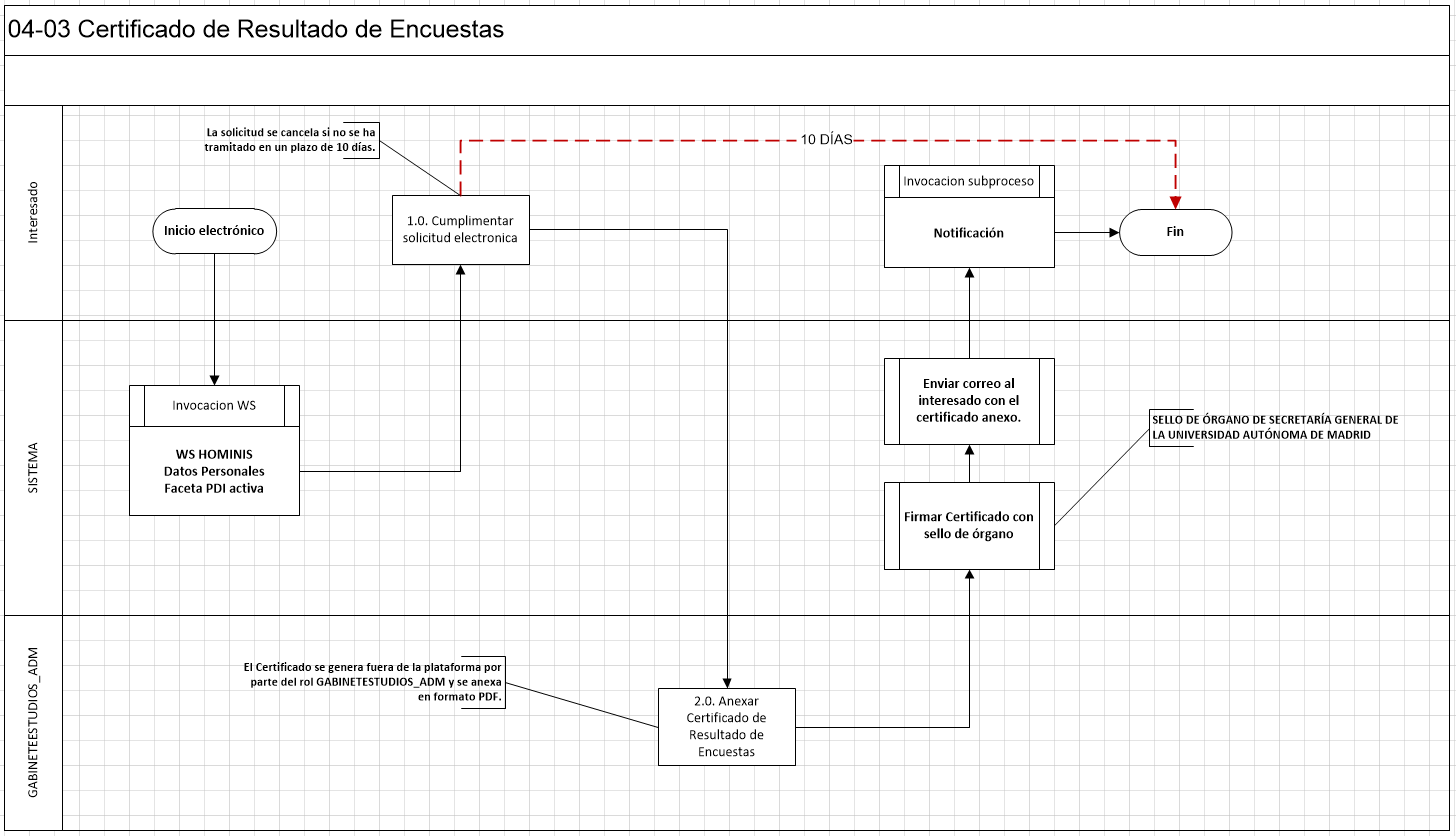 04-03 Certificado de Resultado de Encuestas
Interesado
La solicitud se cancela si no se ha
tramitado en un plazo de 10 días.
10 DÍAS
Inicio electrónico
1.0. Cumplimentar
solicitud electronica
Invocacion subproceso
Notificación
Fin
SISTEMA
Invocacion WS
WS HOMINIS
Datos Personales
Faceta PDI activa
Enviar correo al
interesado con el
certificado anexo.
SELLO DE ÓRGANO DE SECRETARÍA GENERAL DE
LA UNIVERSIDAD AUTÓNOMA DE MADRID
Firmar Certificado con
sello de órgano
GABINETEESTUDIOS_ADM
El Certificado se genera fuera de la plataforma por
parte del rol GABINETESTUDIOS_ADM y se anexa
en formato PDF.
2.0. Anexar
Certificado de
Resultado de
Encuestas